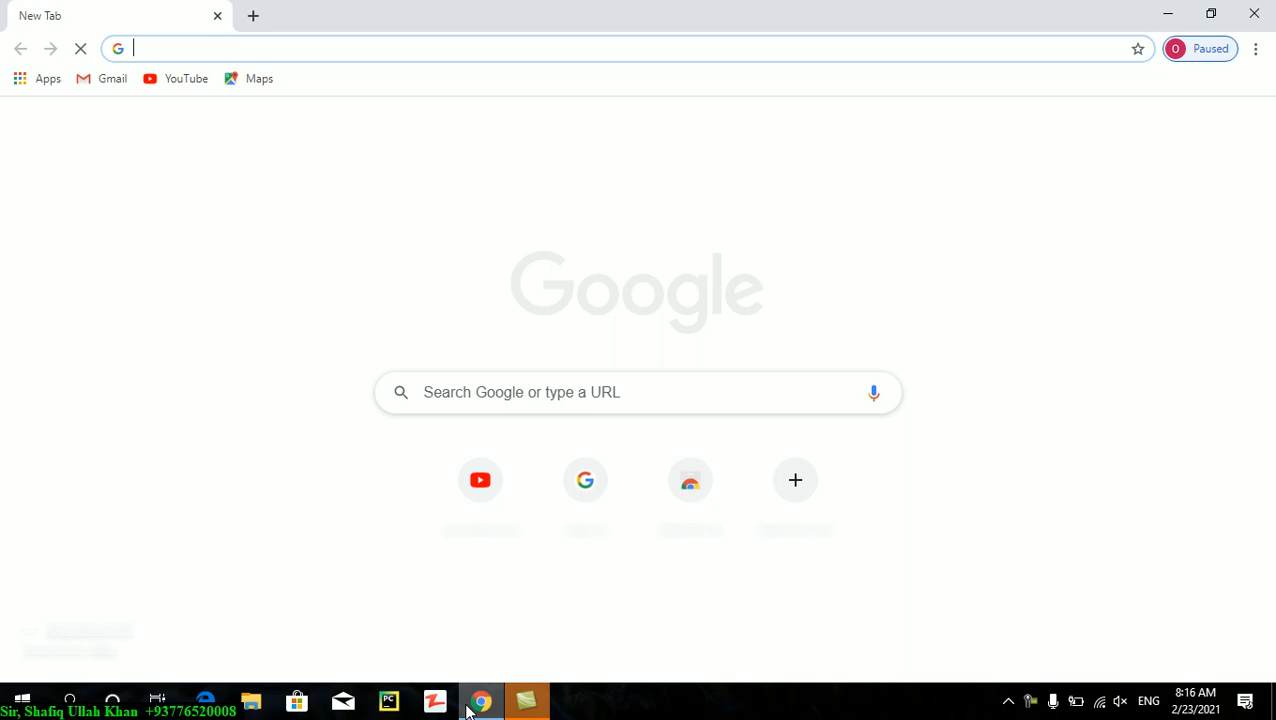 New Tab
Paused
Apps Gmail YouTube Maps
Google
Search Google or type a URL
PC
ENG 8:16 AM
2/23/2021
Sir, Shafiq Ullah Khan +93776520008